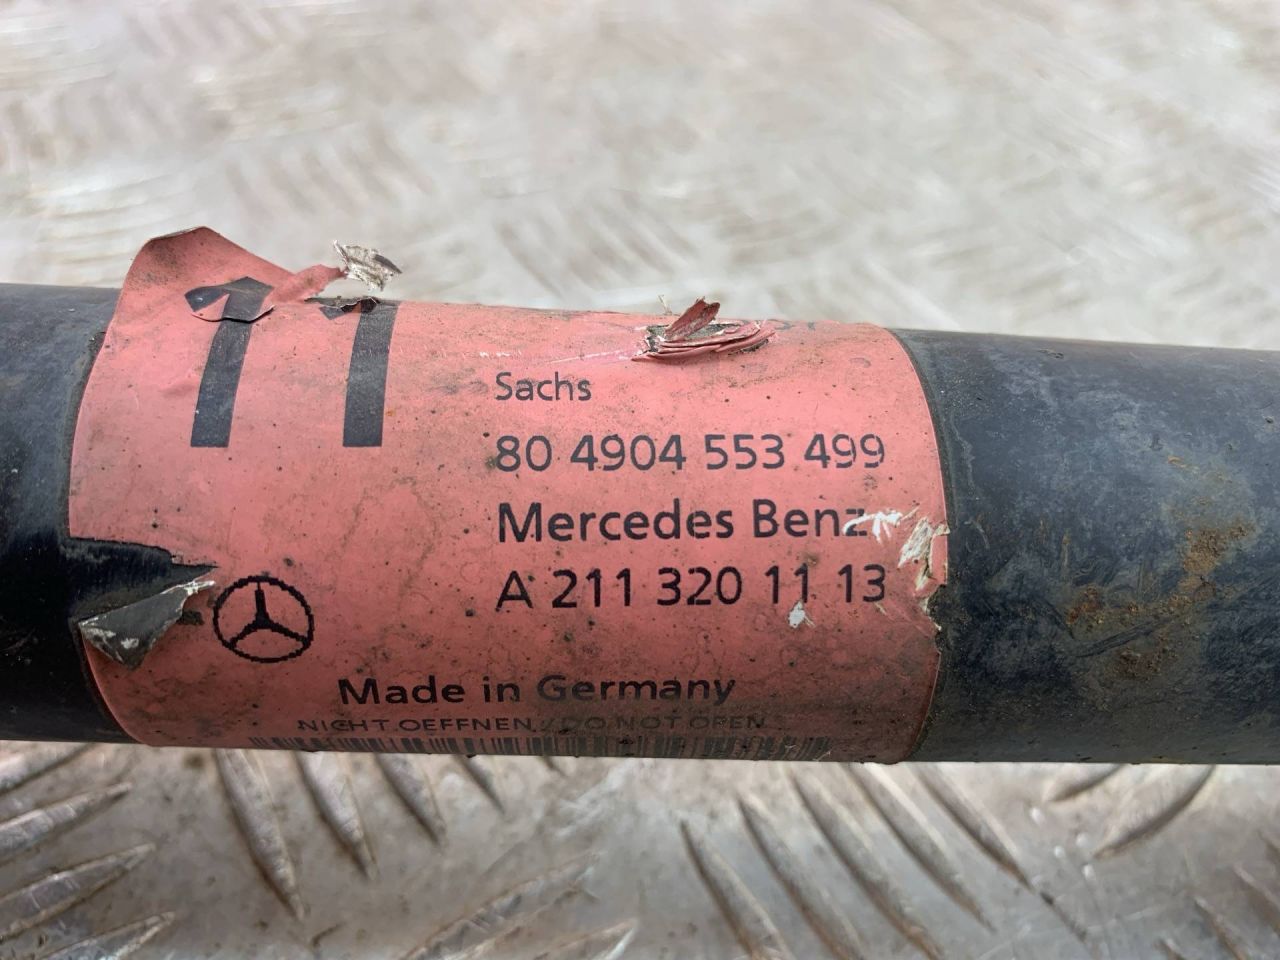 11
Sachs
80 4904 553 499
Mercedes Benz
A 211 320 11 13
Made in Germany
NICHT OEFFNEN / DO NOT OPEN